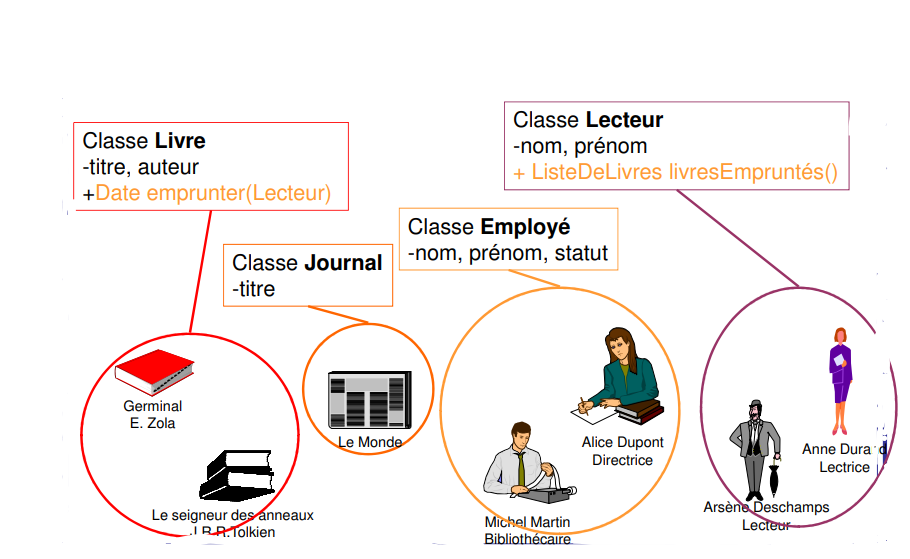 Classe Livre
-titre, auteur
+Date emprunter(Lecteur)
Classe Lecteur
-nom, prénom
+ ListeDeLivres livresEmpruntés()
Classe Employé
-nom, prénom, statut
Classe Journal
-titre
Germinal
E. Zola
Le seigneur des anneaux
J.R.R.Tolkien
Le Monde
Alice Dupont
Directrice
Michel Martin
Bibliothécaire
Anne
Lectrice
Arsène Deschamps
Lecteur